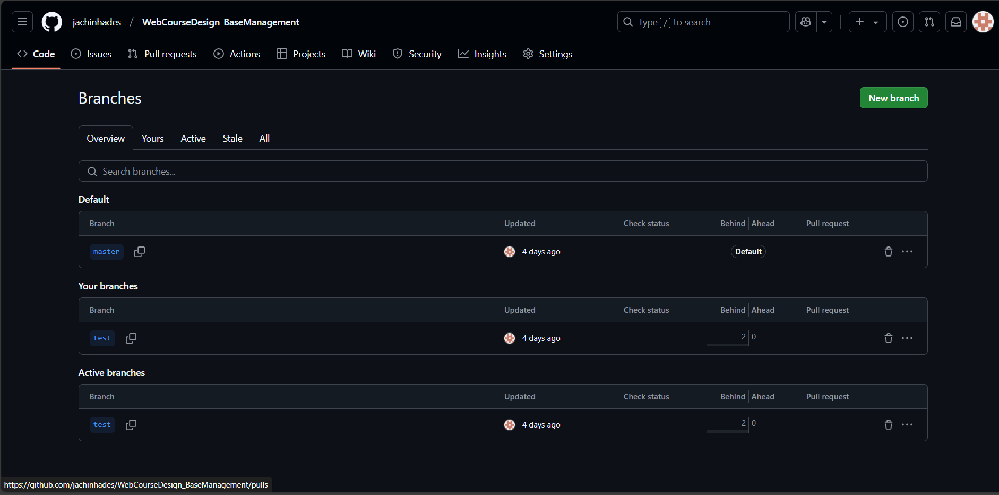 jachinhades / WebCourseDesign_BaseManagement
Type / to search
Code Issues Pull requests Actions Projects Wiki Security Insights Settings
Branches
New branch
Overview Yours Active Stale All
Search branches...
Default
Branch Updated Check status Behind Ahead Pull request
master 4 days ago Default
Your branches
Branch Updated Check status Behind Ahead Pull request
test 4 days ago 2 0
Active branches
Branch Updated Check status Behind Ahead Pull request
test 4 days ago 2 0
https://github.com/jachinhades/WebCourseDesign_BaseManagement/pulls